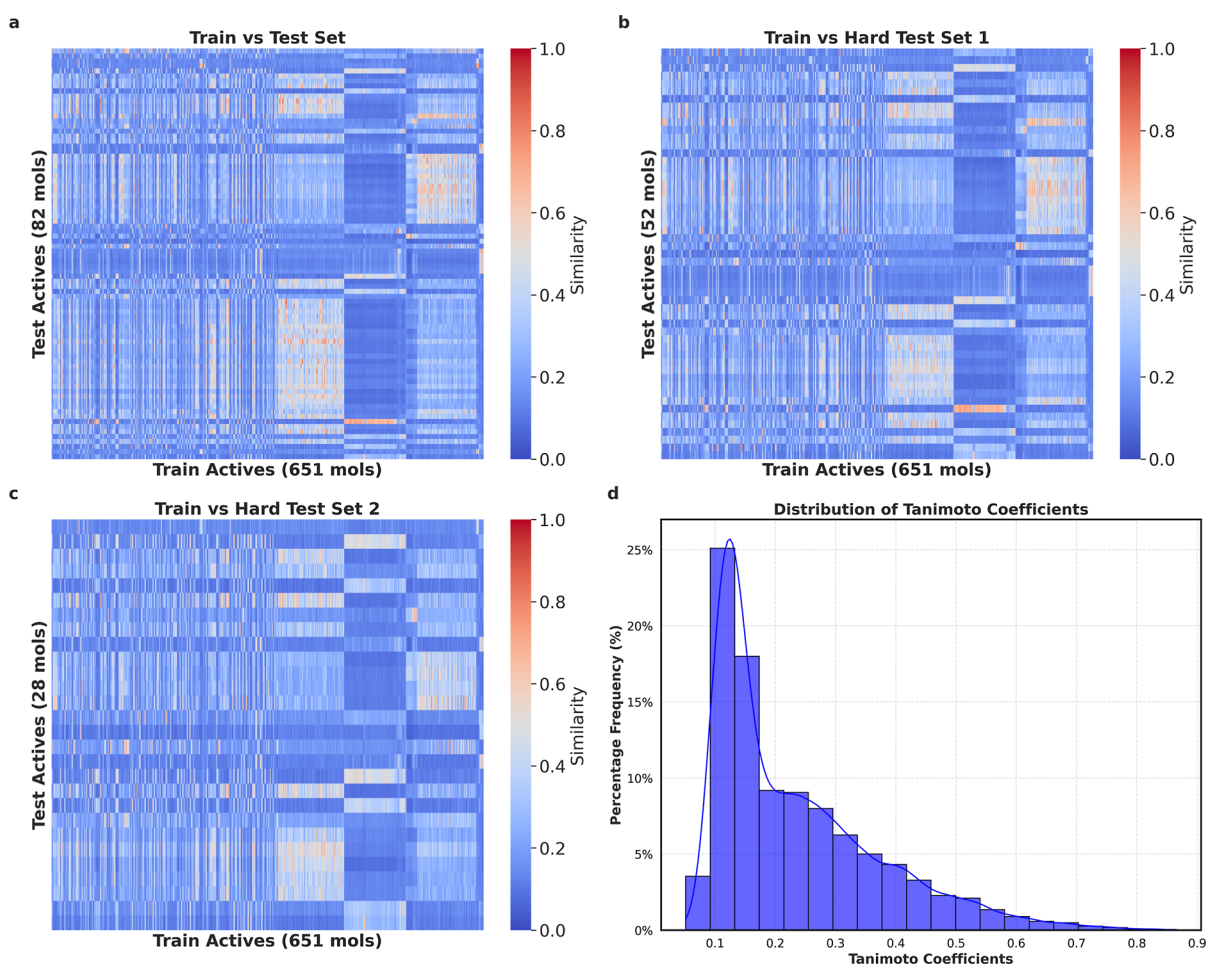 a
Train vs Test Set
Test Actives (82 mols)
Train Actives (651 mols)
1.0
0.8
0.6
0.4
0.2
0.0
Similarity
b
Train vs Hard Test Set 1
Test Actives (52 mols)
Train Actives (651 mols)
1.0
0.8
0.6
0.4
0.2
0.0
Similarity
c
Train vs Hard Test Set 2
Test Actives (28 mols)
Train Actives (651 mols)
1.0
0.8
0.6
0.4
0.2
0.0
Similarity
d
Distribution of Tanimoto Coefficients
Percentage Frequency (%)
25%
20%
15%
10%
5%
0%
0.1 0.2 0.3 0.4 0.5 0.6 0.7 0.8 0.9
Tanimoto Coefficients